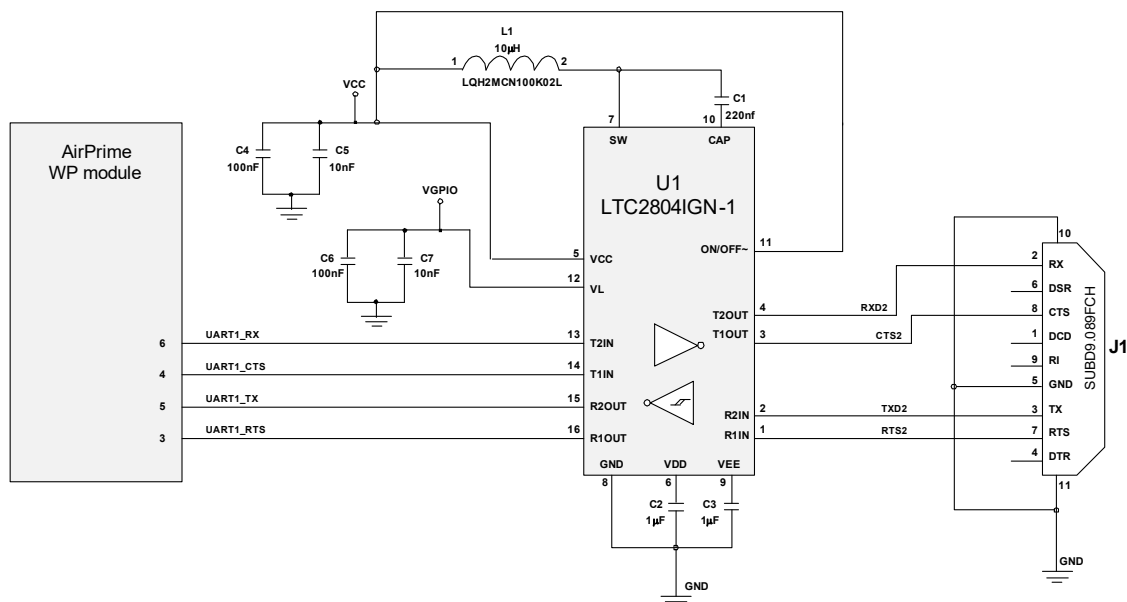 L1
10µH
1
2
LQH2MCN100K02L
VCC
C1
220nf
7
10
SW
CAP
AirPrime
WP module
C4
100nF
C5
10nF
U1
LTC2804IGN-1
VGPIO
C6
100nF
C7
10nF
5
VCC
12
VL
ON/OFF~
11
10
2
RX
6
DSR
8
CTS
1
DCD
9
RI
5
GND
3
TX
7
RTS
4
DTR
11
SUBD9.089FCH
J1
T2OUT
4
RXD2
T1OUT
3
CTS2
6
UART1_RX
13
T2IN
4
UART1_CTS
14
T1IN
5
UART1_TX
15
R2OUT
3
UART1_RTS
16
R1OUT
R2IN
2
TXD2
R1IN
1
RTS2
GND
VDD
VEE
8
6
9
C2
1µF
C3
1µF
GND
GND